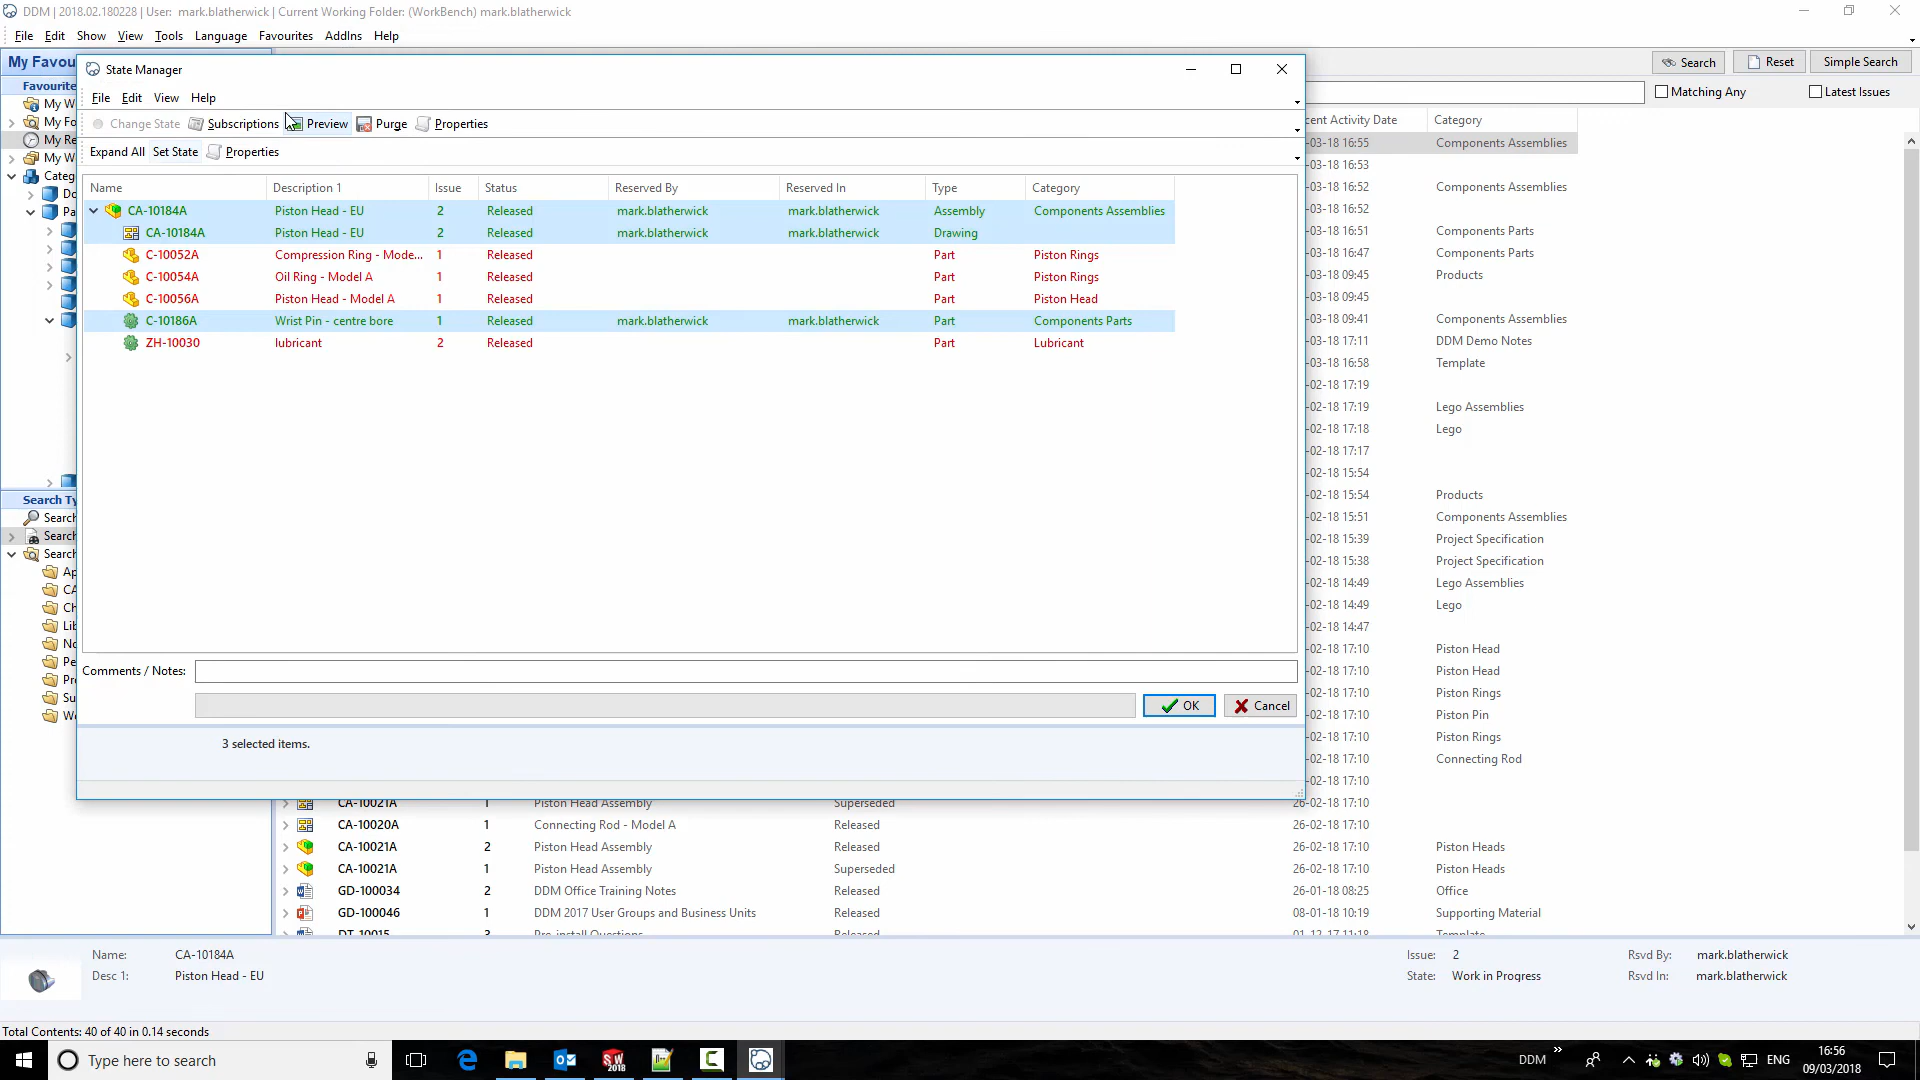 DDM | 2018.02.180228 | User: mark.blatherwick | Current Working Folder: (WorkBench) mark.blatherwick
File Edit Show View Tools Language Favourites AddIns Help
My Favou
Search Reset Simple Search
Matching Any Latest Issues
Favourite
My W
My Fo
My Re
My W
Categ
Do
Pa
State Manager
File Edit View Help
Change State Subscriptions Preview Purge Properties
Expand All Set State Properties
Name Description 1 Issue Status Reserved By Reserved In Type Category
CA-10184A Piston Head - EU 2 Released mark.blatherwick mark.blatherwick Assembly Components Assemblies
CA-10184A Piston Head - EU 2 Released mark.blatherwick mark.blatherwick Drawing
C-10052A Compression Ring - Mode... 1 Released Part Piston Rings
C-10054A Oil Ring - Model A 1 Released Part Piston Rings
C-10056A Piston Head - Model A 1 Released Part Piston Head
C-10186A Wrist Pin - centre bore 1 Released mark.blatherwick mark.blatherwick Part Components Parts
ZH-10030 lubricant 2 Released Part Lubricant
Comments / Notes:
OK Cancel
3 selected items.
cent Activity Date Category
-03-18 16:55 Components Assemblies
-03-18 16:53
-03-18 16:52 Components Assemblies
-03-18 16:52
-03-18 16:51 Components Parts
-03-18 16:47 Components Parts
-03-18 09:45 Products
-03-18 09:45
-03-18 09:41 Components Assemblies
-03-18 17:11 DDM Demo Notes
-03-18 16:58 Template
-02-18 17:19
-02-18 17:19 Lego Assemblies
-02-18 17:18 Lego
-02-18 17:17
-02-18 15:54
-02-18 15:54 Products
-02-18 15:51 Components Assemblies
-02-18 15:39 Project Specification
-02-18 15:38 Project Specification
-02-18 14:49 Lego Assemblies
-02-18 14:49 Lego
-02-18 14:47
-02-18 17:10 Piston Head
-02-18 17:10 Piston Head
-02-18 17:10 Piston Rings
-02-18 17:10 Piston Pin
-02-18 17:10 Piston Rings
-02-18 17:10 Connecting Rod
-02-18 17:10
Search Ty
Search
Search
Search
Ap
CA
Ch
Lib
No
Pe
Pr
Su
Wo
CA-10021A 1 Piston Head Assembly Superseded 26-02-18 17:10
CA-10020A 1 Connecting Rod - Model A Released 26-02-18 17:10
CA-10021A 2 Piston Head Assembly Released 26-02-18 17:10 Piston Heads
CA-10021A 1 Piston Head Assembly Superseded 26-02-18 17:10 Piston Heads
GD-100034 2 DDM Office Training Notes Released 26-01-18 08:25 Office
GD-100046 1 DDM 2017 User Groups and Business Units Released 08-01-18 10:19 Supporting Material
DT-10015 3 Pre-install Questions Released 01-12-17 11:18 Template
Name: CA-10184A Issue: 2 Rsvd By: mark.blatherwick
Desc 1: Piston Head - EU State: Work in Progress Rsvd In: mark.blatherwick
Total Contents: 40 of 40 in 0.14 seconds
Type here to search
SW 2018
DDM
ENG
16:56
09/03/2018